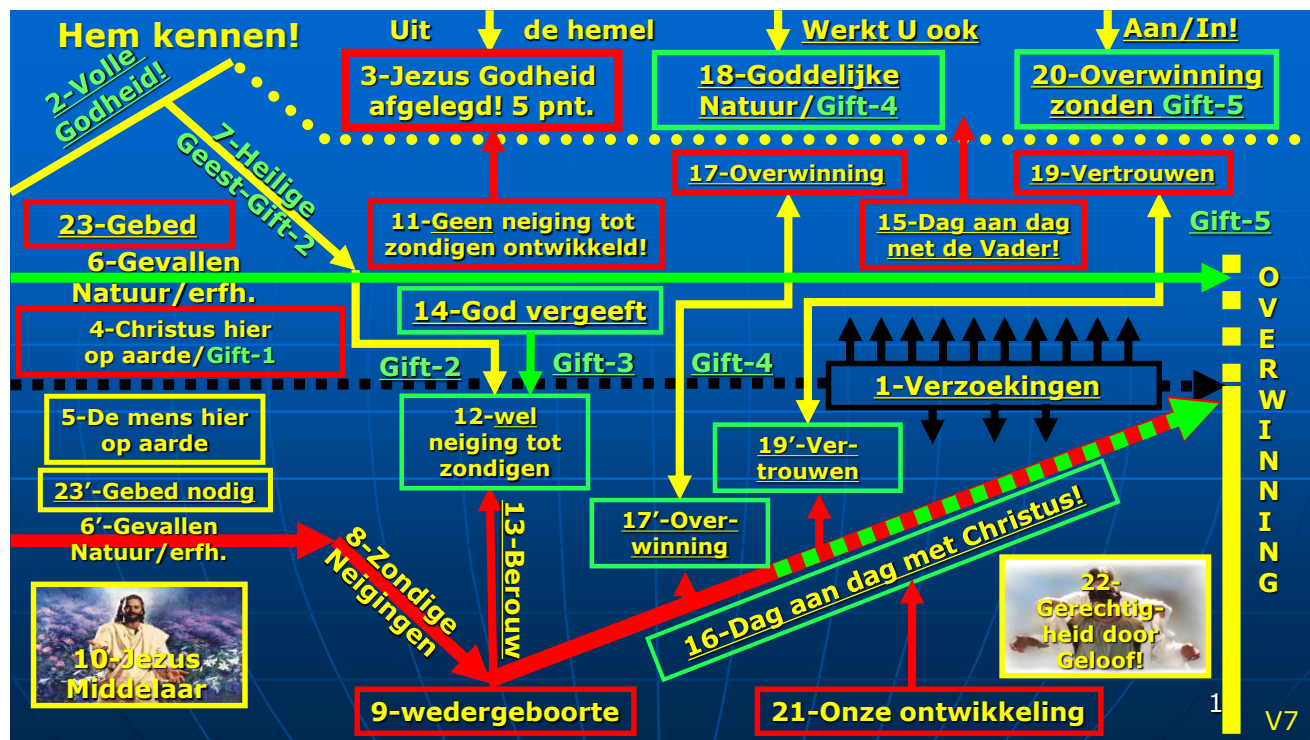 Hem kennen!
Uit de hemel
Werkt U ook
Aan/In!
2-Volle
Godheid!
3-Jezus Godheid
afgelegd! 5 pnt.
18-Goddelijke
Natuur/Gift-4
20-Overwinning
zonden Gift-5
7-Heilige
Geest-Gift-2
17-Overwinning
19-Vertrouwen
23-Gebed
11-Geen neiging tot
zondigen ontwikkeld!
15-Dag aan dag
met de Vader!
Gift-5
6-Gevallen
Natuur/erfh.
4-Christus hier
op aarde/Gift-1
14-God vergeeft
Gift-2
Gift-3
Gift-4
1-Verzoekingen
5-De mens hier
op aarde
12-wel
neiging tot
zondigen
19’-Ver-
trouwen
23’-Gebed nodig
17’-Over-
winning
6’-Gevallen
Natuur/erfh.
8-Zondige
Neigingen
13-Berouw
16-Dag aan dag met Christus!
10-Jezus
Middelaar
22-
Gerechtig-
heid door
Geloof!
9-wedergeboorte
21-Onze ontwikkeling
O
V
E
R
W
I
N
N
I
N
G
1
V7